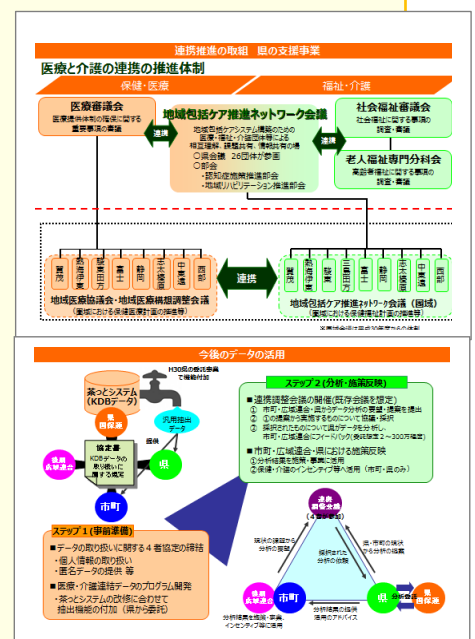 連携推進の取組 県の支援事業
医療と介護の連携の推進体制
保健・医療
福祉・介護
医療審議会
医療提供体制の確保に関する
重要事項の審議
連携
地域包括ケア推進ネットワーク会議
地域包括ケアシステム構築のための
医療・福祉・介護団体等による
相互理解、課題共有、情報共有の場
○県会議 26団体が参画
○部会
・認知症施策推進部会
・地域リハビリテーション推進部会
連携
社会福祉審議会
社会福祉に関する事項の
調査・審議
老人福祉専門分科会
高齢者福祉に関する事項の
調査・審議
賀茂
熱海伊東
駿東田方
富士
静岡
志太榛原
中東遠
西部
地域医療協議会・地域医療構想調整会議
(圏域における保健医療計画の推進等)
連携
賀茂
熱海伊東
駿東
三島田方
富士
静岡
志太榛原
中東遠
西部
地域包括ケア推進ネットワーク会議(圏域)
(圏域における保健福祉計画の推進等)
※圏域会議は平成30年度からの体制
今後のデータの活用
H30県の委託事業
で機能付加
茶っとシステム
(KDBデータ)
県
国保連
汎用抽出
データ
提供
協定書
KDBデータの
取り扱いに
関する規定
後期
広域連合
県
市町
ステップ1(事前準備)
■データの取り扱いに関する4者協定の締結
・個人情報の取り扱い
・匿名データの提供 等
■医療・介護連結データのプログラム開発
・茶っとシステムの改修に合わせて
抽出機能の付加(県から委託)
ステップ2(分析・施策反映)
■連携調整会議の開催(既存会議を想定)
① 市町・広域連合・県からデータ分析の要望・提案を提出
② ①の提案から実施するものについて協議・採択
③ 採択されたものについて県がデータを分析し、
市町・広域連合にフィードバック(委託想定2~300万程度)
■市町・広域連合・県における施策反映
①分析結果を施策・事業に活用
②保健・介護のインセンティブ等へ活用(市町・県のみ)
連携
調整会議
現状の課題から
分析の要望
採択された
分析の依頼
県・市町の現状
から分析の提案
後期
広域連合
市町
県
分析委託
県
国保連
分析結果を施策・事業、
インセンティブ等に活用
分析結果の提供
活用のアドバイス